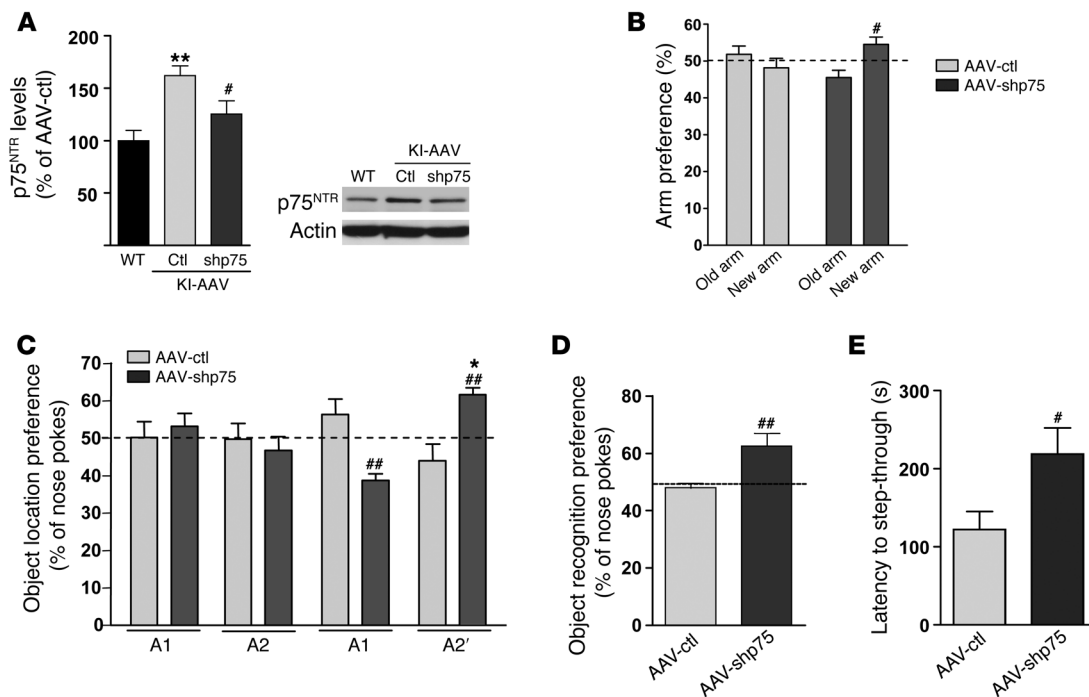 A
p75NTR levels
(% of AAV-ctl)
200
150
100
50
**
#
WT
Ctl
shp75
KI-AAV
KI-AAV
WT
Ctl
shp75
p75NTR
Actin
B
Arm preference (%)
60
50
40
30
20
10
0
#
Old arm
New arm
Old arm
New arm
AAV-ctl
AAV-shp75
C
AAV-ctl
AAV-shp75
Object location preference
(% of nose pokes)
70
60
50
40
30
20
10
0
##
*
##
A1
A2
A1
A2′
D
Object recognition preference
(% of nose pokes)
80
60
40
20
0
##
AAV-ctl
AAV-shp75
E
Latency to step-through (s)
300
200
100
0
#
AAV-ctl
AAV-shp75